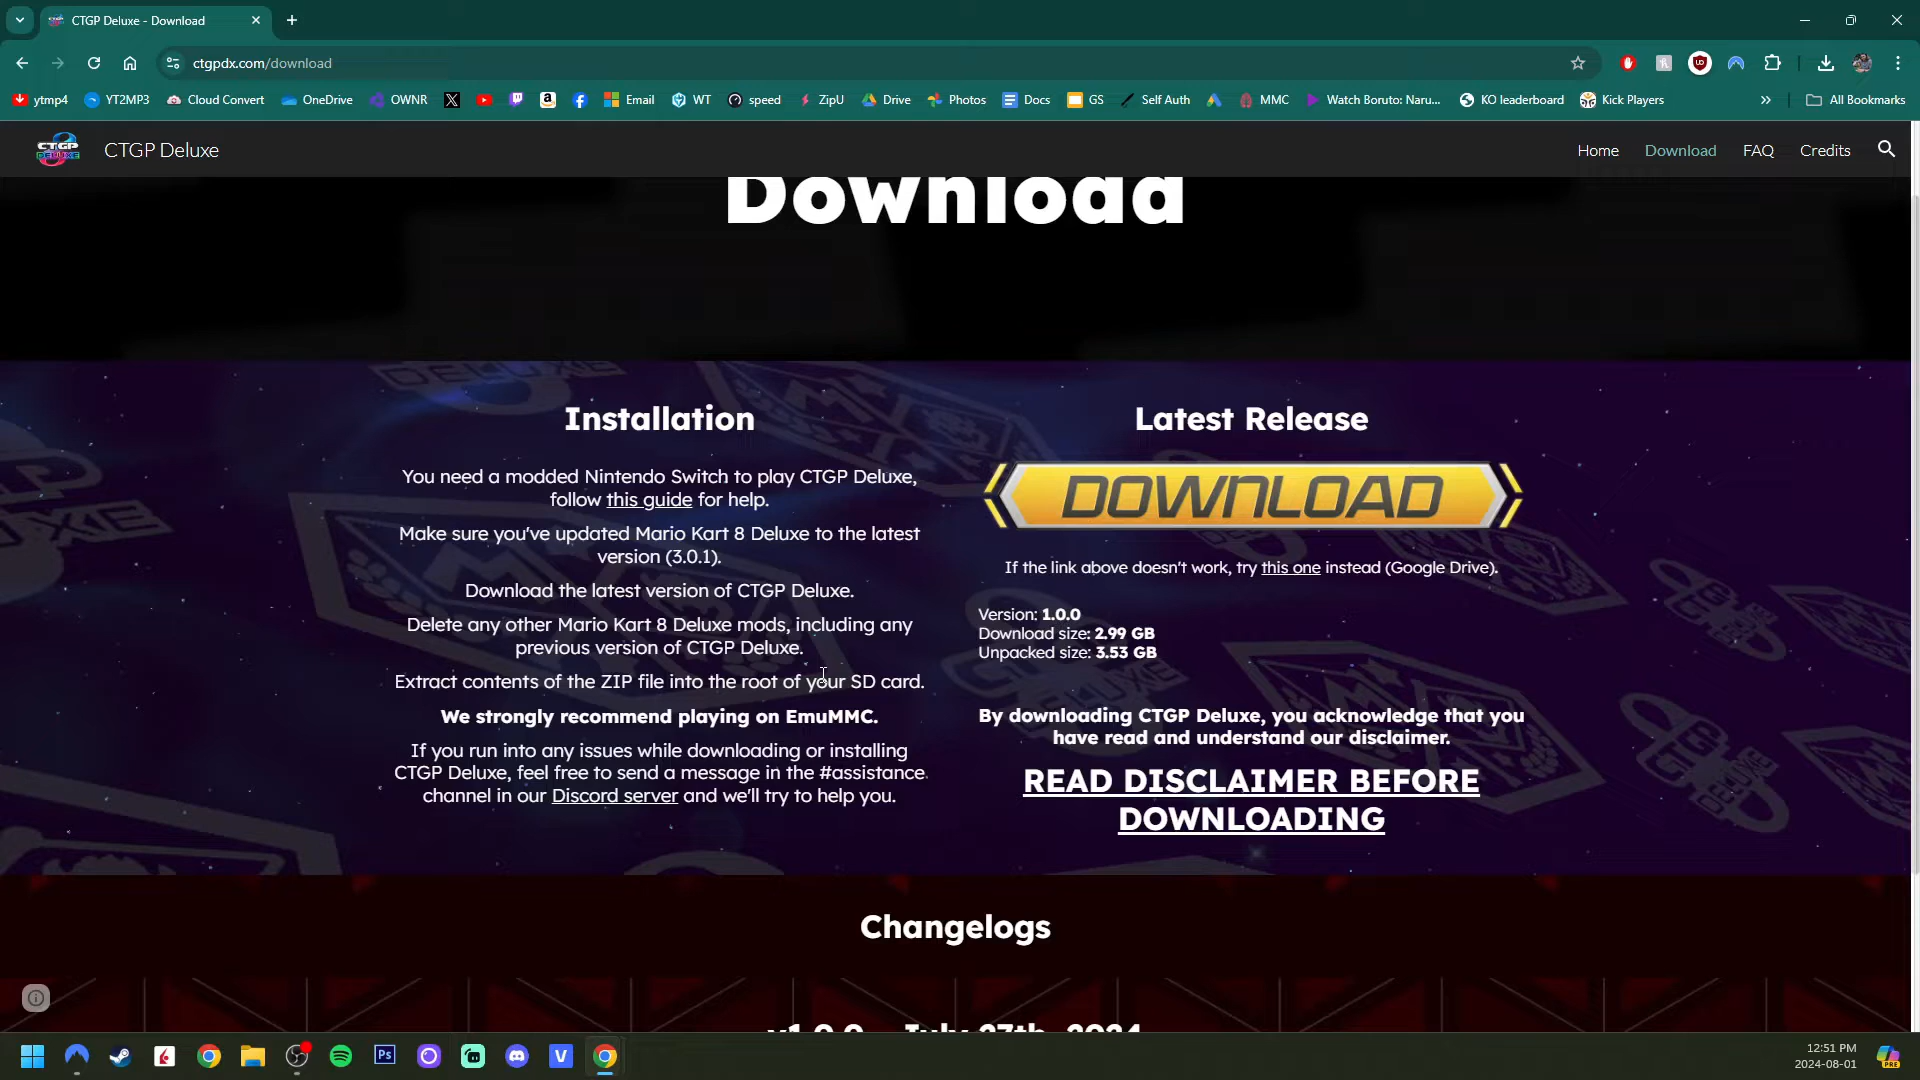 CTGP Deluxe - Download
ctgpdx.com/download
ytmp4 YT2MP3 Cloud Convert OneDrive OWNR Email WT speed ZipU Drive Photos Docs GS Self Auth MMC Watch Boruto: Naru... KO leaderboard Kick Players » All Bookmarks
CTGP DELUXE CTGP Deluxe Home Download FAQ Credits
Download
Installation
You need a modded Nintendo Switch to play CTGP Deluxe,
follow this guide for help.
Make sure you've updated Mario Kart 8 Deluxe to the latest
version (3.0.1).
Download the latest version of CTGP Deluxe.
Delete any other Mario Kart 8 Deluxe mods, including any
previous version of CTGP Deluxe.
Extract contents of the ZIP file into the root of your SD card.
We strongly recommend playing on EmuMMC.
If you run into any issues while downloading or installing
CTGP Deluxe, feel free to send a message in the #assistance
channel in our Discord server and we'll try to help you.
Latest Release
DOWNLOAD
If the link above doesn't work, try this one instead (Google Drive).
Version: 1.0.0
Download size: 2.99 GB
Unpacked size: 3.53 GB
By downloading CTGP Deluxe, you acknowledge that you
have read and understand our disclaimer.
READ DISCLAIMER BEFORE
DOWNLOADING
Changelogs
v1.0.0 - July 27th, 2024
12:51 PM
2024-08-01